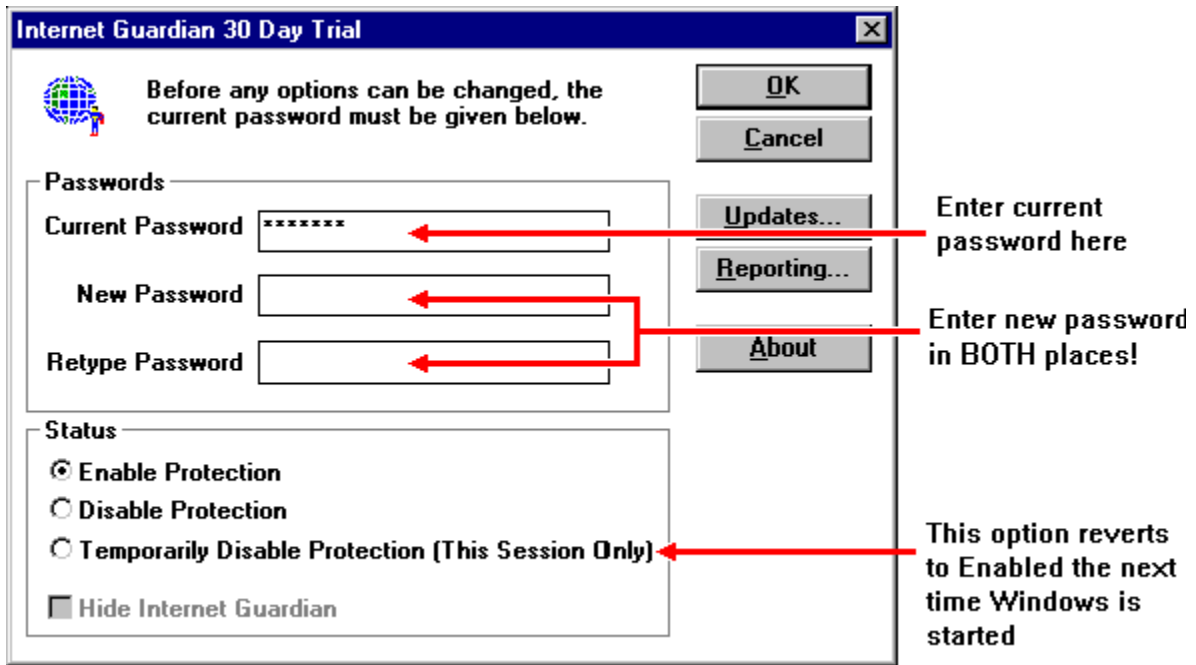 Internet Guardian 30 Day Trial
Before any options can be changed, the
current password must be given below.
OK
Cancel
Passwords
Current Password *******
New Password
Retype Password
Updates...
Reporting...
About
Enter current
password here
Enter new password
in BOTH places!
Status
Enable Protection
Disable Protection
Temporarily Disable Protection (This Session Only)
Hide Internet Guardian
This option reverts
to Enabled the next
time Windows is
started